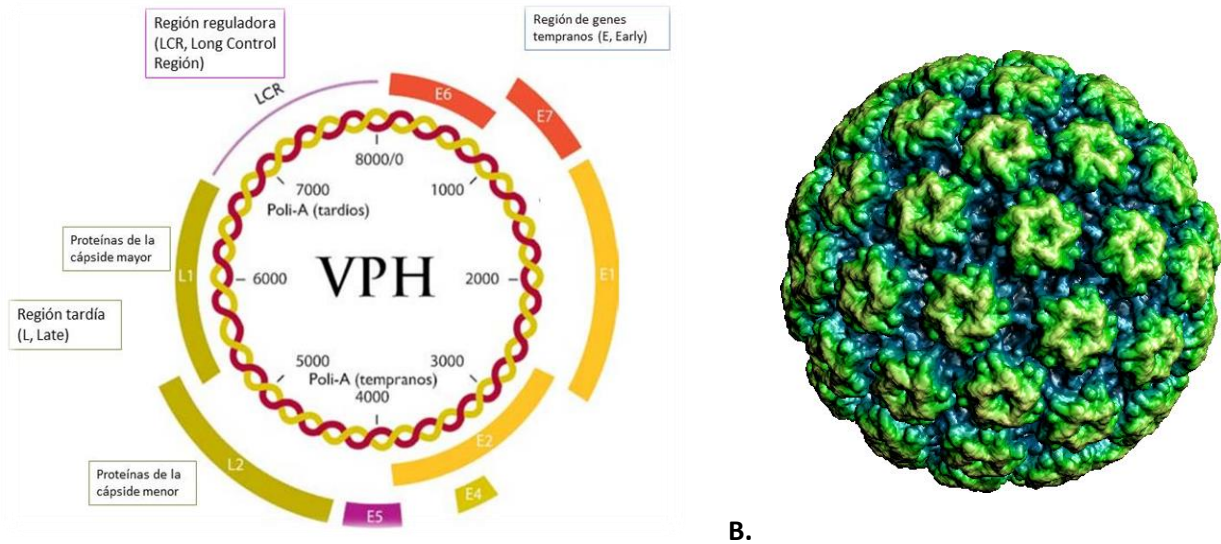 Región reguladora
(LCR, Long Control
Región)
Región de genes
tempranos (E, Early)
LCR
E6
E7
8000/0
7000
1000
Poli-A (tardíos)
Proteínas de la
cápside mayor
L1
6000
VPH
2000
E1
Región tardía
(L, Late)
5000
3000
Poli-A (tempranos)
4000
E2
L2
Proteínas de la
cápside menor
E4
E5
B.